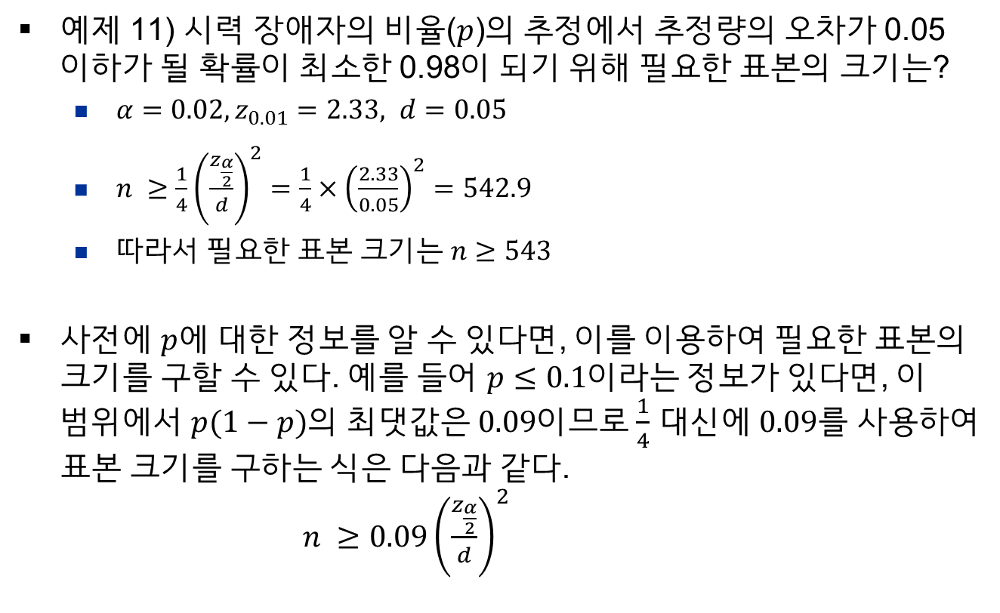 ▪ 예제 11) 시력 장애자의 비율(p)의 추정에서 추정량의 오차가 0.05
이하가 될 확률이 최소한 0.98이 되기 위해 필요한 표본의 크기는?
▪ α = 0.02, z_{0.01} = 2.33, d = 0.05
▪ n ≥ \frac{1}{4}\left(\frac{z_{\frac{α}{2}}}{d}\right)^2 = \frac{1}{4} × \left(\frac{2.33}{0.05}\right)^2 = 542.9
▪ 따라서 필요한 표본 크기는 n ≥ 543
▪ 사전에 p에 대한 정보를 알 수 있다면, 이를 이용하여 필요한 표본의
크기를 구할 수 있다. 예를 들어 p ≤ 0.1이라는 정보가 있다면, 이
범위에서 p(1 − p)의 최댓값은 0.09이므로 \frac{1}{4} 대신에 0.09를 사용하여
표본 크기를 구하는 식은 다음과 같다.
n ≥ 0.09\left(\frac{z_{\frac{α}{2}}}{d}\right)^2